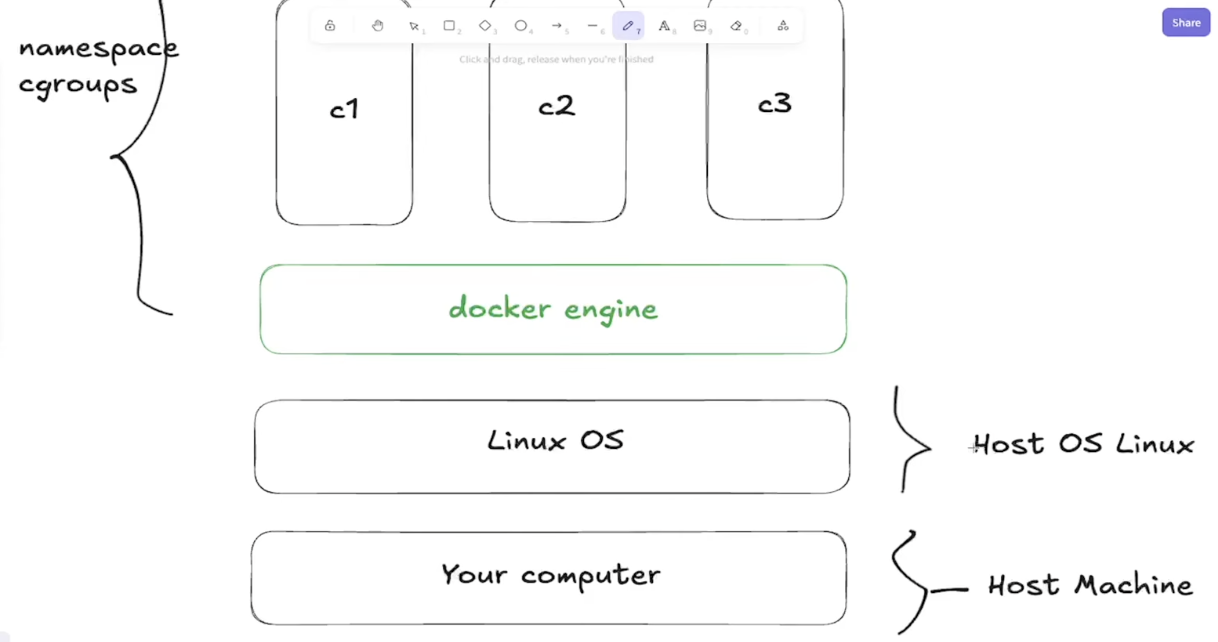 Share
1
2
3
4
5
6
7
8
9
0
Click and drag, release when you're finished
namespace
cgroups
c1
c2
c3
docker engine
Linux OS
Host OS Linux
Your computer
Host Machine